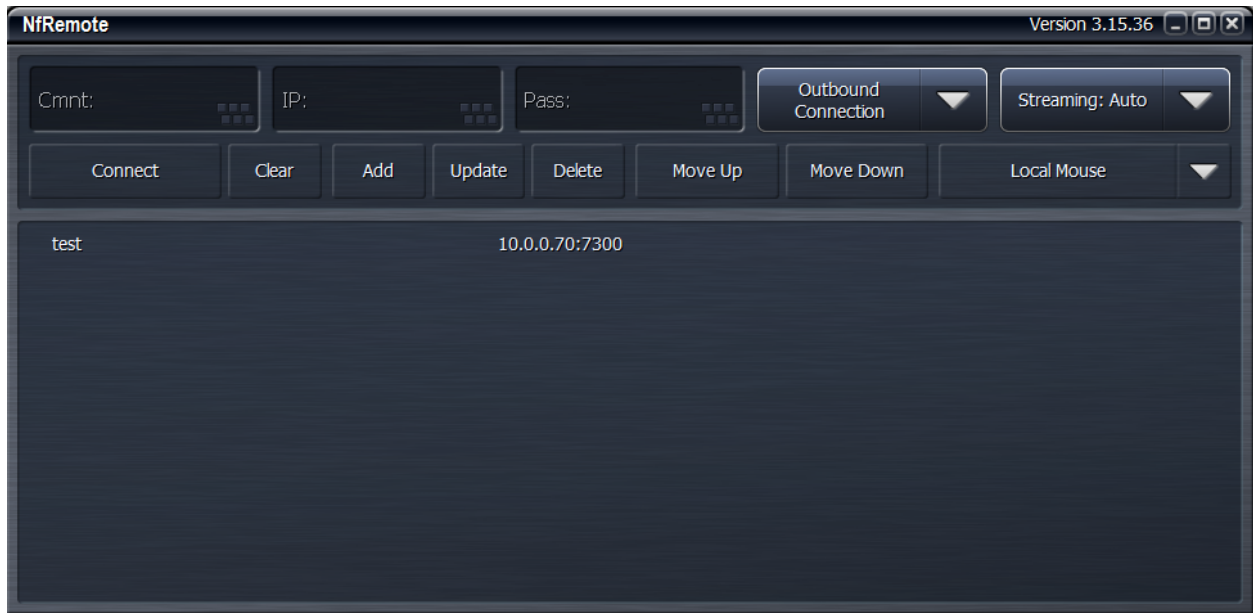 NfRemote Version 3.15.36
Cmnt: IP: Pass: Outbound Connection Streaming: Auto
Connect Clear Add Update Delete Move Up Move Down Local Mouse
test 10.0.0.70:7300